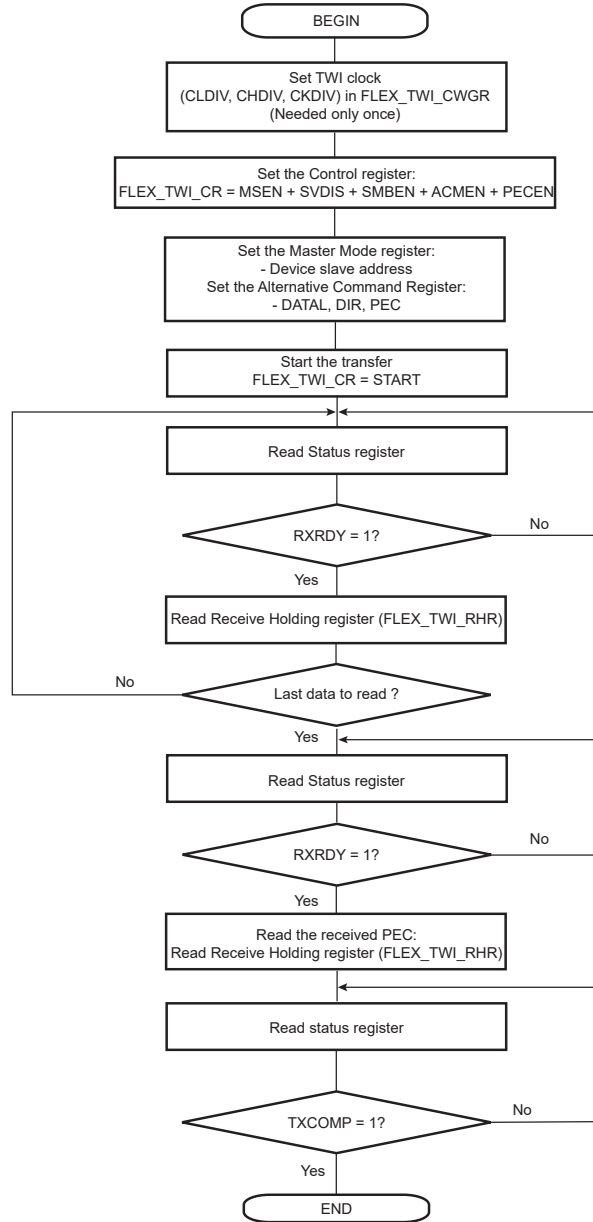 BEGIN
Set TWI clock
(CLDIV, CHDIV, CKDIV) in FLEX_TWI_CWGR
(Needed only once)
Set the Control register:
FLEX_TWI_CR = MSEN + SVDIS + SMBEN + ACMEN + PECEN
Set the Master Mode register:
- Device slave address
Set the Alternative Command Register:
- DATAL, DIR, PEC
Start the transfer
FLEX_TWI_CR = START
Read Status register
RXRDY = 1?
No
Yes
Read Receive Holding register (FLEX_TWI_RHR)
No
Last data to read ?
Yes
Read Status register
RXRDY = 1?
No
Yes
Read the received PEC:
Read Receive Holding register (FLEX_TWI_RHR)
Read status register
TXCOMP = 1?
No
Yes
END